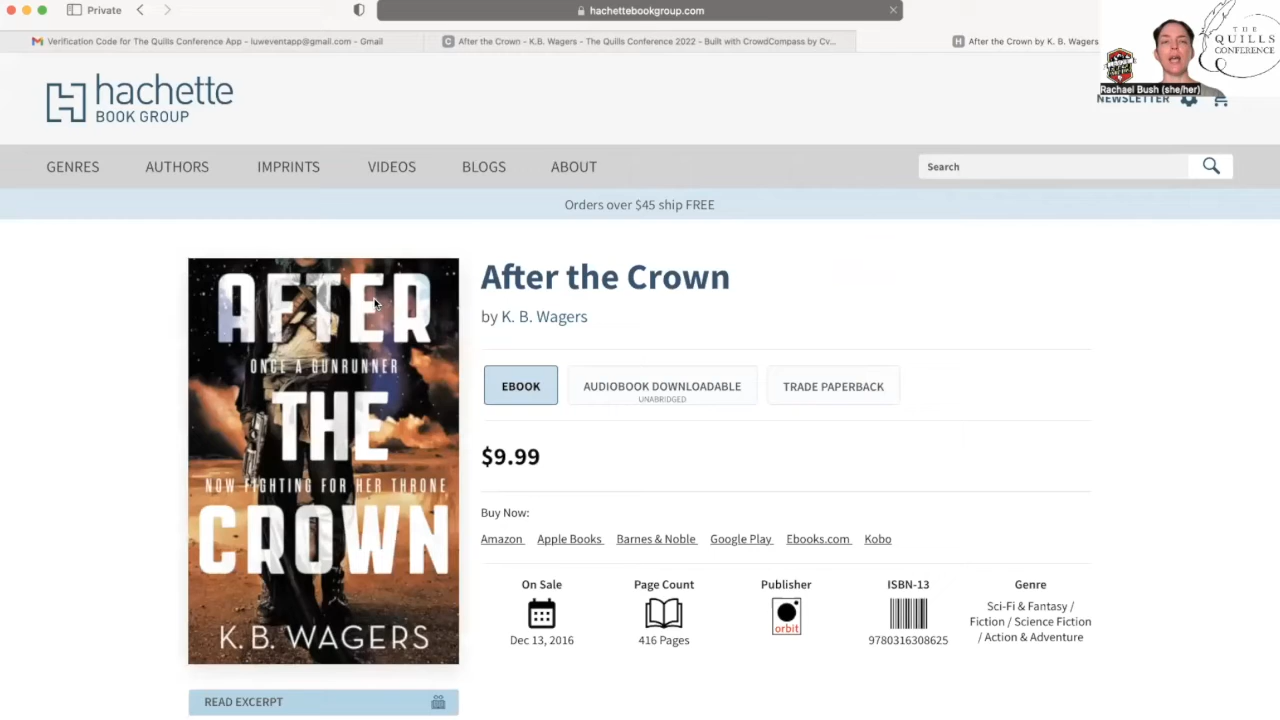 Private
hachettebookgroup.com
Verification Code for The Quills Conference App - luweventapp@gmail.com - Gmail
After the Crown - K.B. Wagers - The Quills Conference 2022 - Built with CrowdCompass by Cv...
After the Crown by K. B. Wagers
THE
QUILLS
CONFERENCE
Rachael Bush (she/her)
hachette
BOOK GROUP
NEWSLETTER
GENRES
AUTHORS
IMPRINTS
VIDEOS
BLOGS
ABOUT
Search
Orders over $45 ship FREE
AFTER
ONCE A GUNRUNNER
THE
NOW FIGHTING FOR HER THRONE
CROWN
K.B. WAGERS
READ EXCERPT
After the Crown
by K. B. Wagers
EBOOK
AUDIOBOOK DOWNLOADABLE
UNABRIDGED
TRADE PAPERBACK
$9.99
Buy Now:
Amazon
Apple Books
Barnes & Noble
Google Play
Ebooks.com
Kobo
On Sale
Dec 13, 2016
Page Count
416 Pages
Publisher
orbit
ISBN-13
9780316308625
Genre
Sci-Fi & Fantasy /
Fiction / Science Fiction
/ Action & Adventure